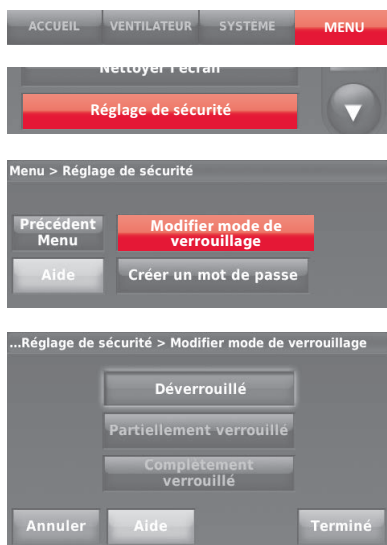 ACCUEIL VENTILATEUR SYSTEME MENU
Nettoyer l'écran
Réglage de sécurité
Menu > Réglage de sécurité
Précédent
Menu
Modifier mode de
verrouillage
Aide
Créer un mot de passe
...Réglage de sécurité > Modifier mode de verrouillage
Déverrouillé
Partiellement verrouillé
Complètement
verrouillé
Annuler Aide Terminé